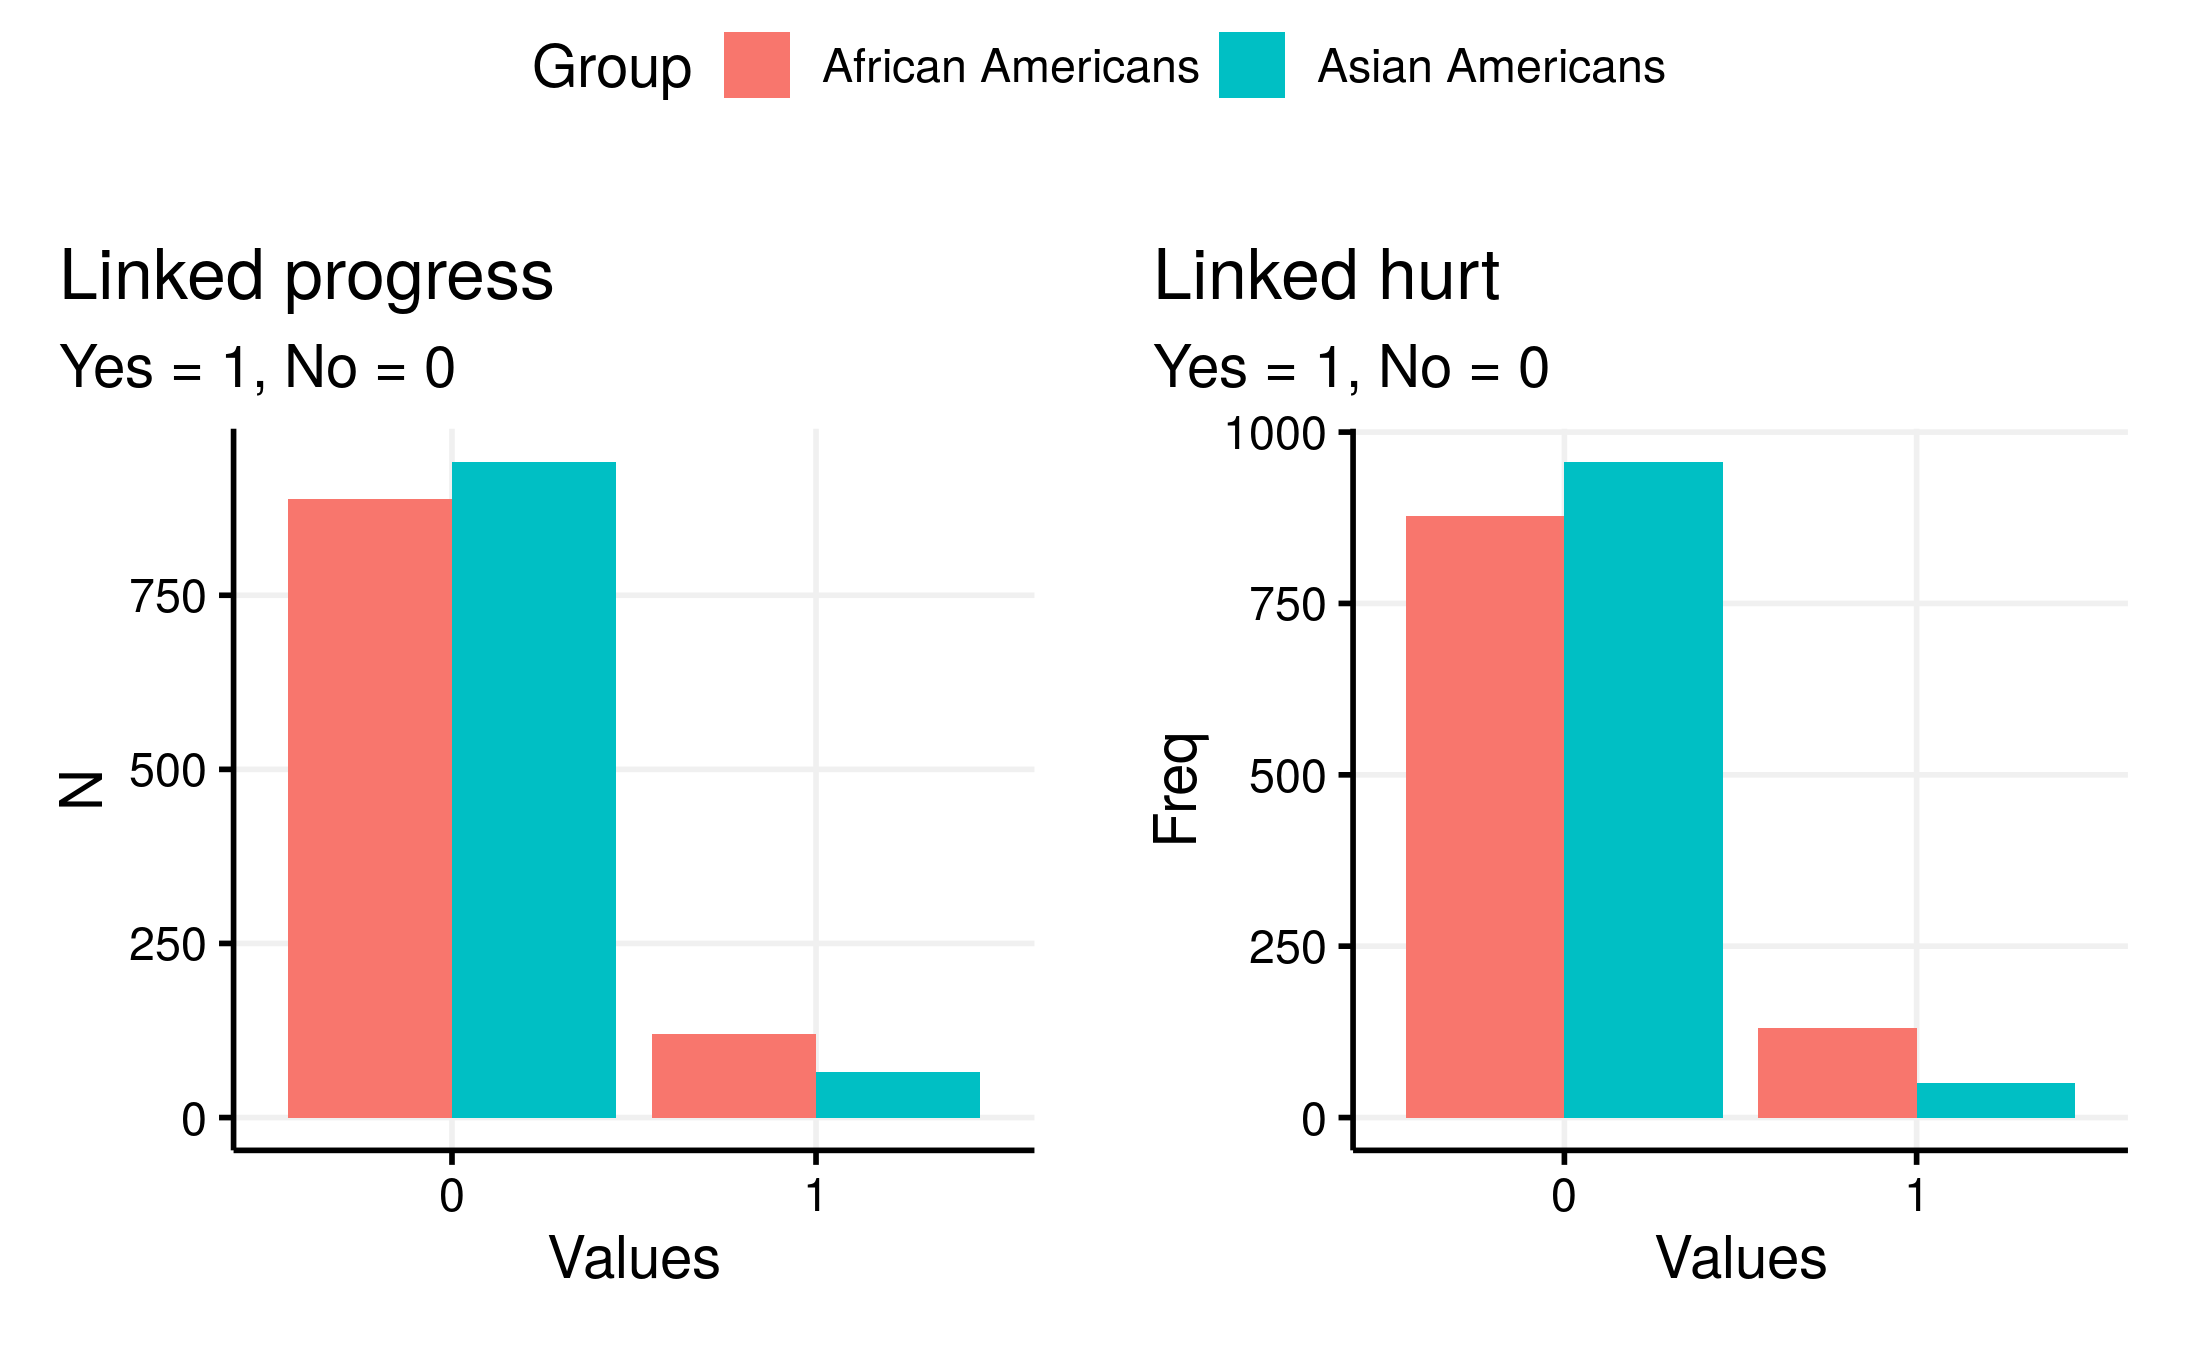 Group African Americans Asian Americans
Linked progress
Yes = 1, No = 0
N
750
500
250
0
0 1
Values
Linked hurt
Yes = 1, No = 0
Freq
1000
750
500
250
0
0 1
Values